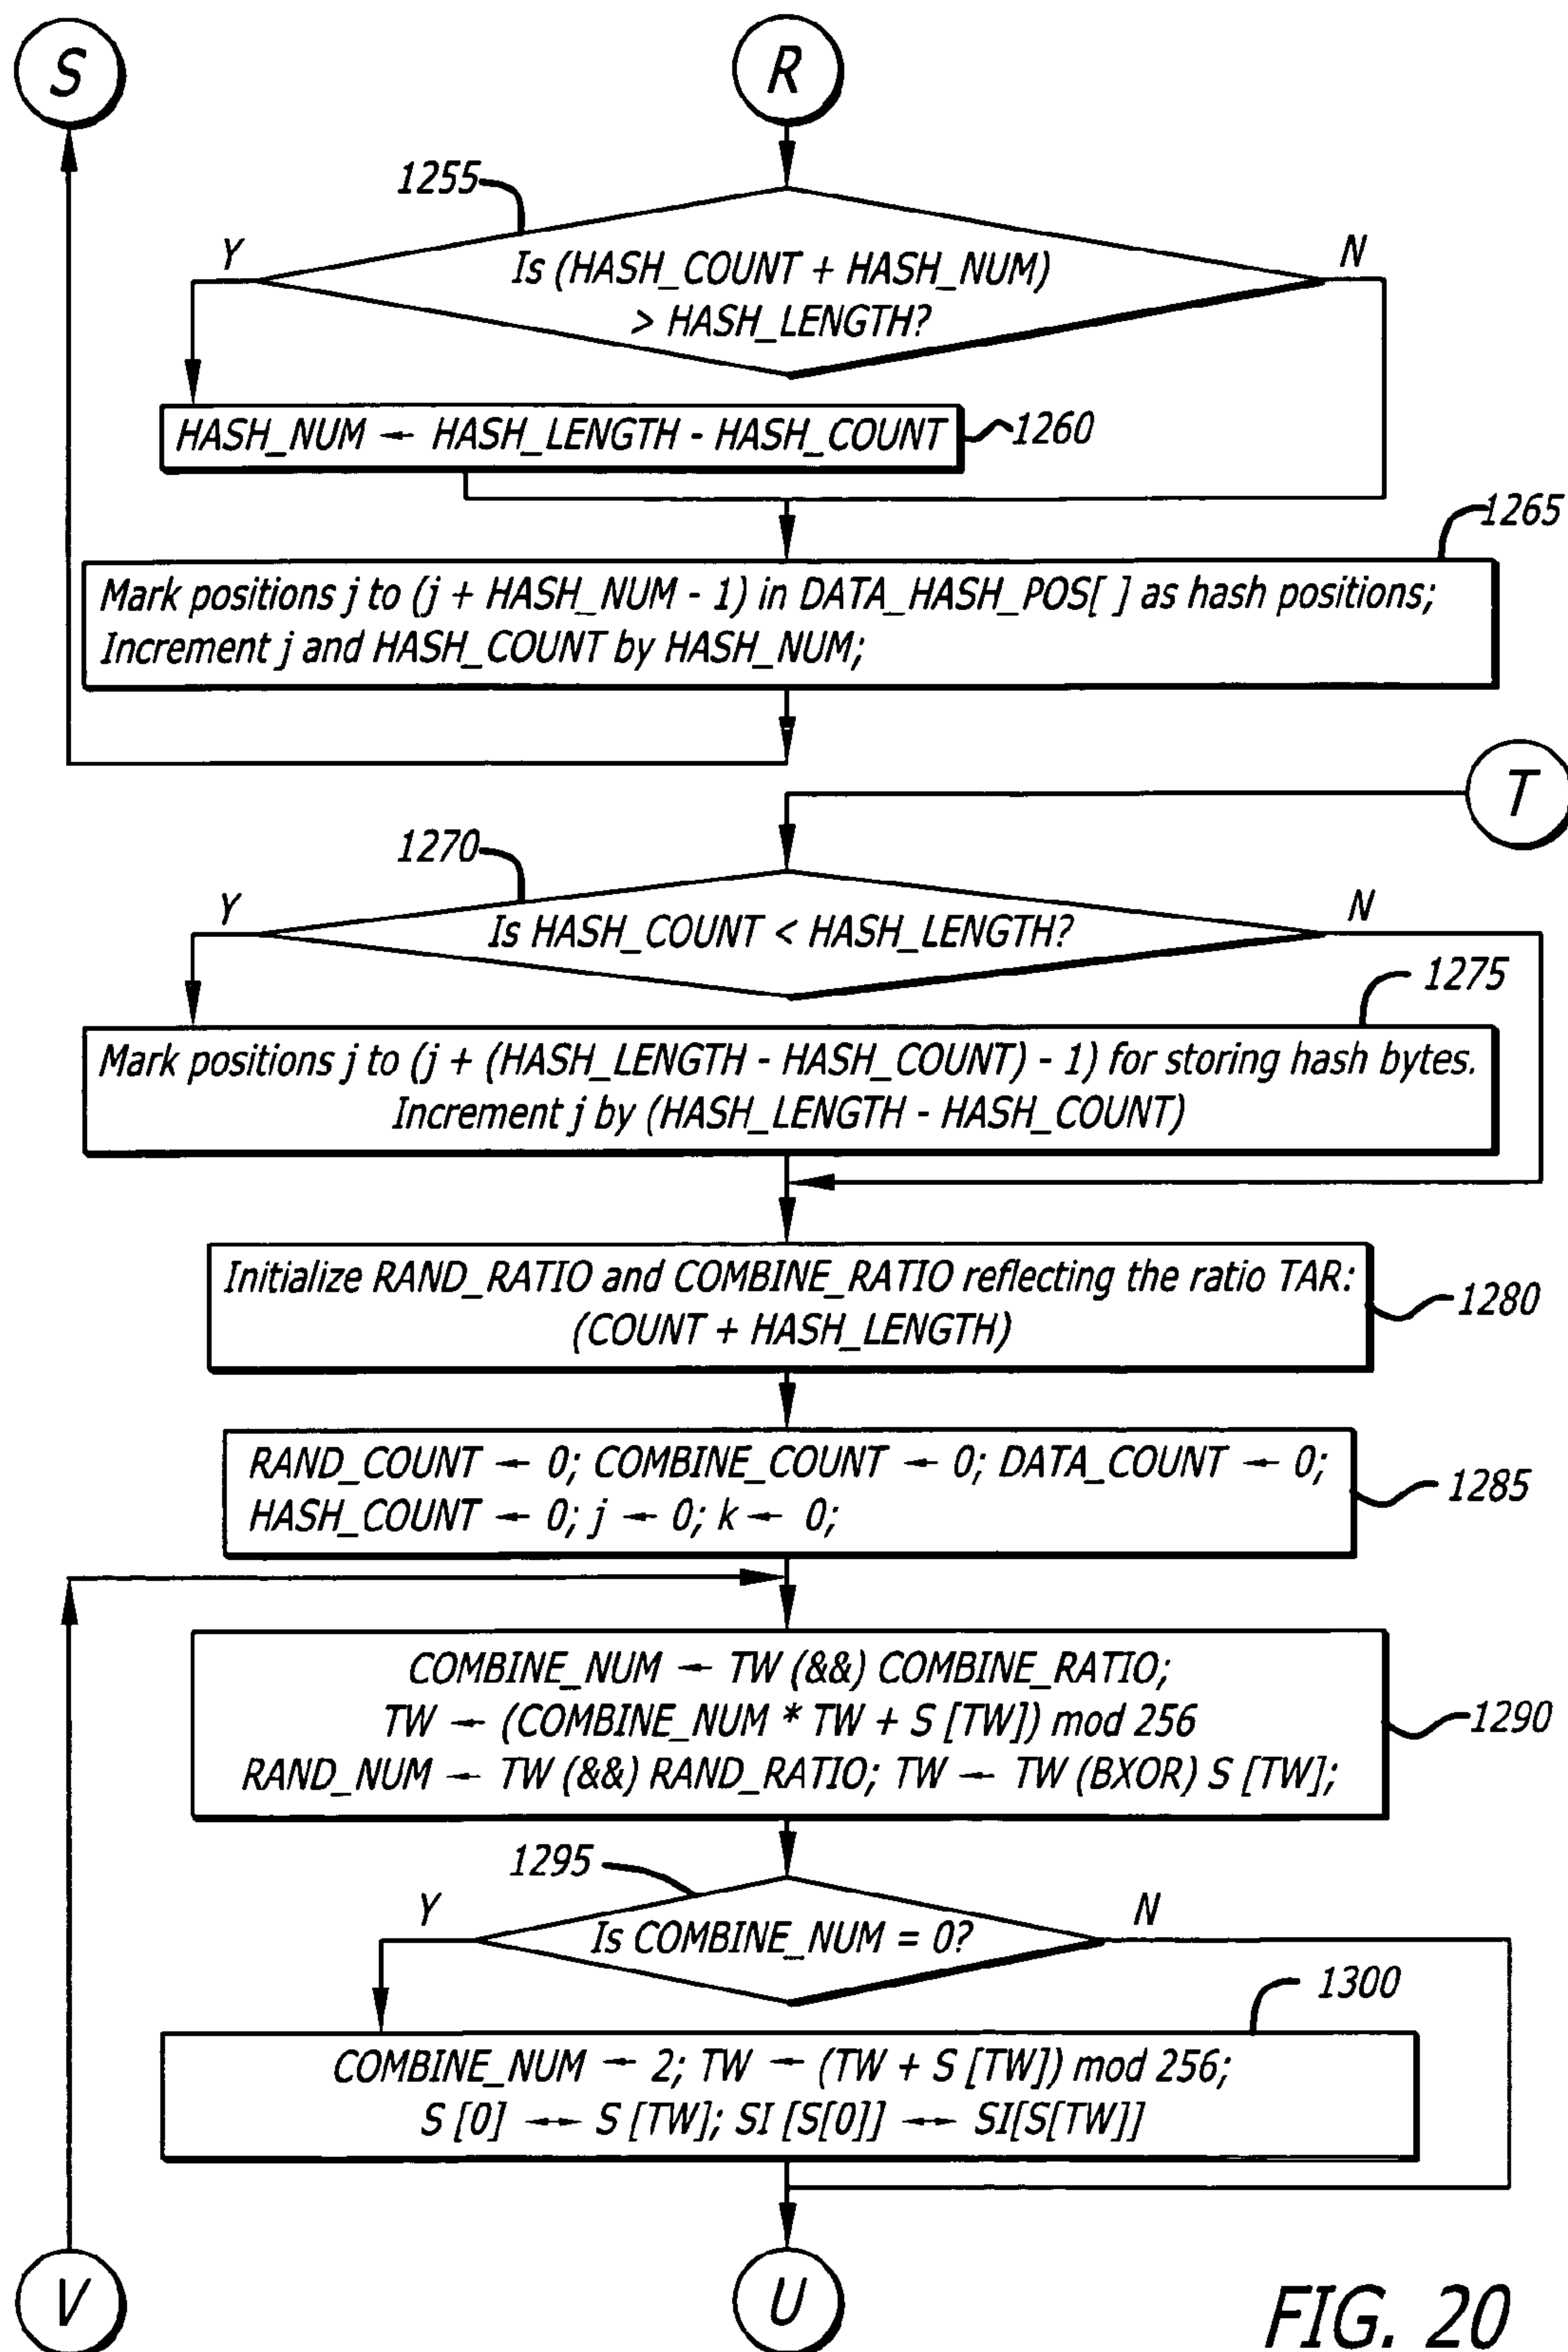 S
R
1255
Y
N
Is (HASH_COUNT + HASH_NUM)
> HASH_LENGTH?
HASH_NUM ← HASH_LENGTH - HASH_COUNT
1260
1265
Mark positions j to (j + HASH_NUM - 1) in DATA_HASH_POS[ ] as hash positions;
Increment j and HASH_COUNT by HASH_NUM;
T
1270
Y
N
Is HASH_COUNT < HASH_LENGTH?
1275
Mark positions j to (j + (HASH_LENGTH - HASH_COUNT) - 1) for storing hash bytes.
Increment j by (HASH_LENGTH - HASH_COUNT)
Initialize RAND_RATIO and COMBINE_RATIO reflecting the ratio TAR:
(COUNT + HASH_LENGTH)
1280
RAND_COUNT ← 0; COMBINE_COUNT ← 0; DATA_COUNT ← 0;
HASH_COUNT ← 0; j ← 0; k ← 0;
1285
COMBINE_NUM ← TW (&&) COMBINE_RATIO;
TW ← (COMBINE_NUM * TW + S [TW]) mod 256
RAND_NUM ← TW (&&) RAND_RATIO; TW ← TW (BXOR) S [TW];
1290
1295
Y
N
Is COMBINE_NUM = 0?
1300
COMBINE_NUM ← 2; TW ← (TW + S [TW]) mod 256;
S [0] ↔ S [TW]; SI [S[0]] ↔ SI[S[TW]]
V
U
FIG. 20